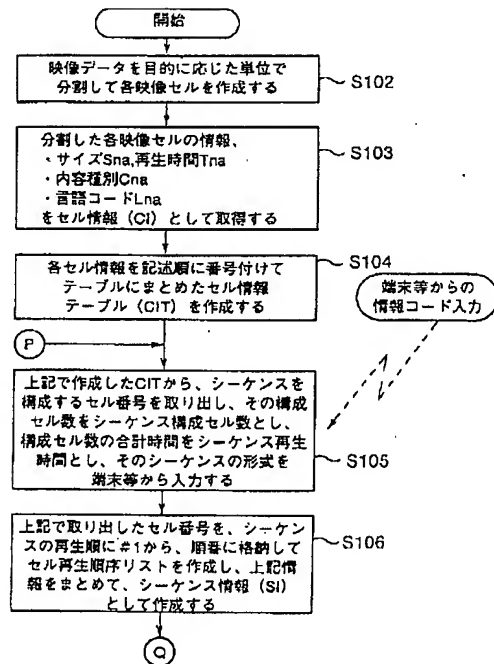 開始
映像データを目的に応じた単位で
分割して各映像セルを作成する
S102
分割した各映像セルの情報、
・サイズSna,再生時間Tna
・内容種別Cna
・言語コードLna
をセル情報（CI）として取得する
S103
各セル情報を記述順に番号付けて
テーブルにまとめたセル情報
テーブル（CIT）を作成する
S104
端末等からの
情報コード入力
P
上記で作成したCITから、シーケンスを
構成するセル番号を取り出し、その構成
セル数をシーケンス構成セル数とし、
構成セル数の合計時間をシーケンス再生
時間とし、そのシーケンスの形式を
端末等から入力する
S105
上記で取り出したセル番号を、シーケン
スの再生順に#1から、順番に格納して
セル再生順序リストを作成し、上記情
報をまとめて、シーケンス情報（SI）
として作成する
S106
Q